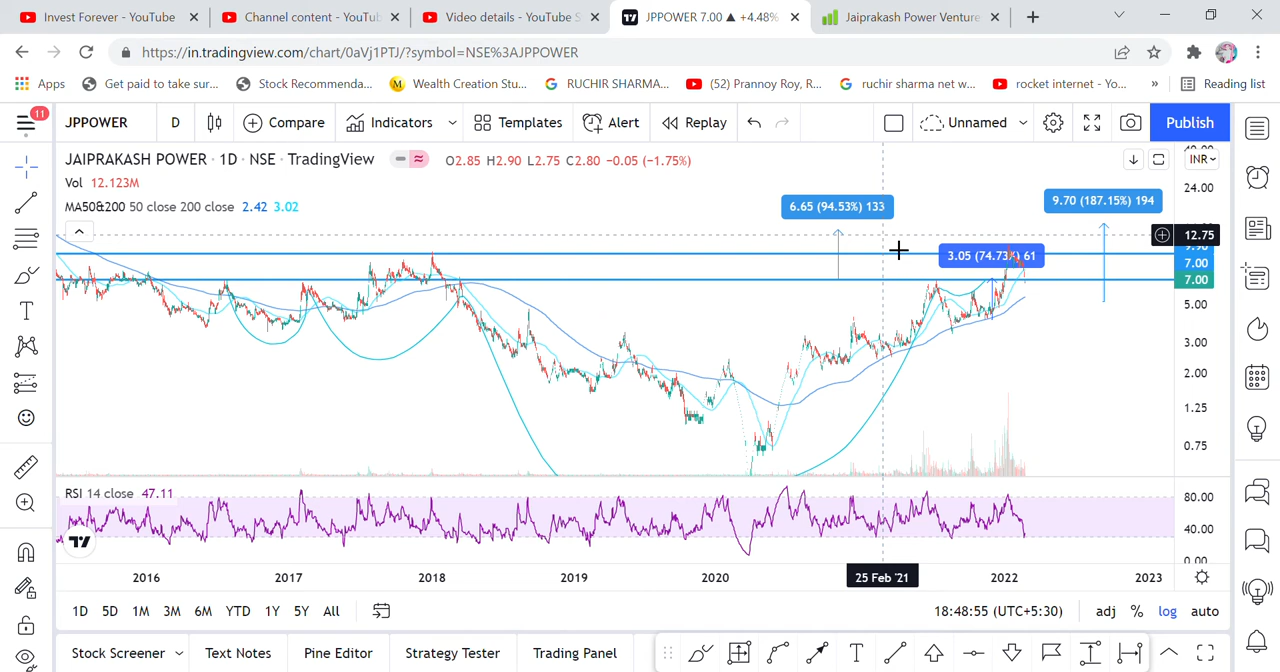 Invest Forever - YouTube
Channel content - YouTub
Video details - YouTube S
JPPOWER 7.00 ▲ +4.48%
Jaiprakash Power Venture
https://in.tradingview.com/chart/0aVj1PTJ/?symbol=NSE%3AJPPOWER
Apps
Get paid to take sur...
Stock Recommenda...
Wealth Creation Stu...
RUCHIR SHARMA...
(52) Prannoy Roy, R...
ruchir sharma net w...
rocket internet - Yo...
»
Reading list
11
JPPOWER
D
Compare
Indicators
Templates
Alert
Replay
Unnamed
Publish
JAIPRAKASH POWER · 1D · NSE · TradingView
O2.85 H2.90 L2.75 C2.80 −0.05 (−1.75%)
INR
Vol 12.123M
MA50&200 50 close 200 close 2.42 3.02
6.65 (94.53%) 133
9.70 (187.15%) 194
3.05 (74.73%) 61
24.00
12.75
7.00
7.00
5.00
3.00
2.00
1.25
0.75
RSI 14 close 47.11
80.00
40.00
0.00
2016
2017
2018
2019
2020
25 Feb '21
2022
2023
1D
5D
1M
3M
6M
YTD
1Y
5Y
All
18:48:55 (UTC+5:30)
adj
%
log
auto
Stock Screener
Text Notes
Pine Editor
Strategy Tester
Trading Panel